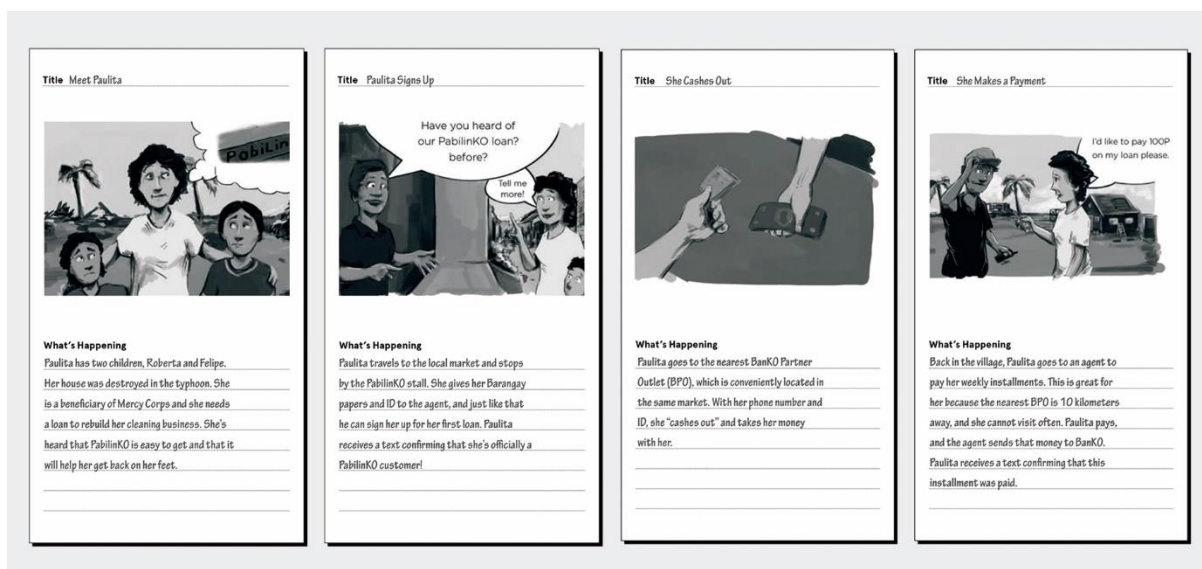 Title Meet Paulita
PabiLin
What's Happening
Paulita has two children, Roberta and Felipe.
Her house was destroyed in the typhoon. She
is a beneficiary of Mercy Corps and she needs
a loan to rebuild her cleaning business. She's
heard that PabilinKO is easy to get and that it
will help her get back on her feet.
Title Paulita Signs Up
Have you heard of
our PabilinKO loan?
before?
Tell me
more!
What's Happening
Paulita travels to the local market and stops
by the PabilinKO stall. She gives her Barangay
papers and ID to the agent, and just like that
he can sign her up for her first loan. Paulita
receives a text confirming that she's officially a
PabilinKO customer!
Title She Cashes Out
What's Happening
Paulita goes to the nearest BanKO Partner
Outlet (BPO), which is conveniently located in
the same market. With her phone number and
ID, she "cashes out" and takes her money
with her.
Title She Makes a Payment
I'd like to pay 100P
on my loan please.
What's Happening
Back in the village, Paulita goes to an agent to
pay her weekly installments. This is great for
her because the nearest BPO is 10 kilometers
away, and she cannot visit often. Paulita pays,
and the agent sends that money to BanKO.
Paulita receives a text confirming that this
installment was paid.